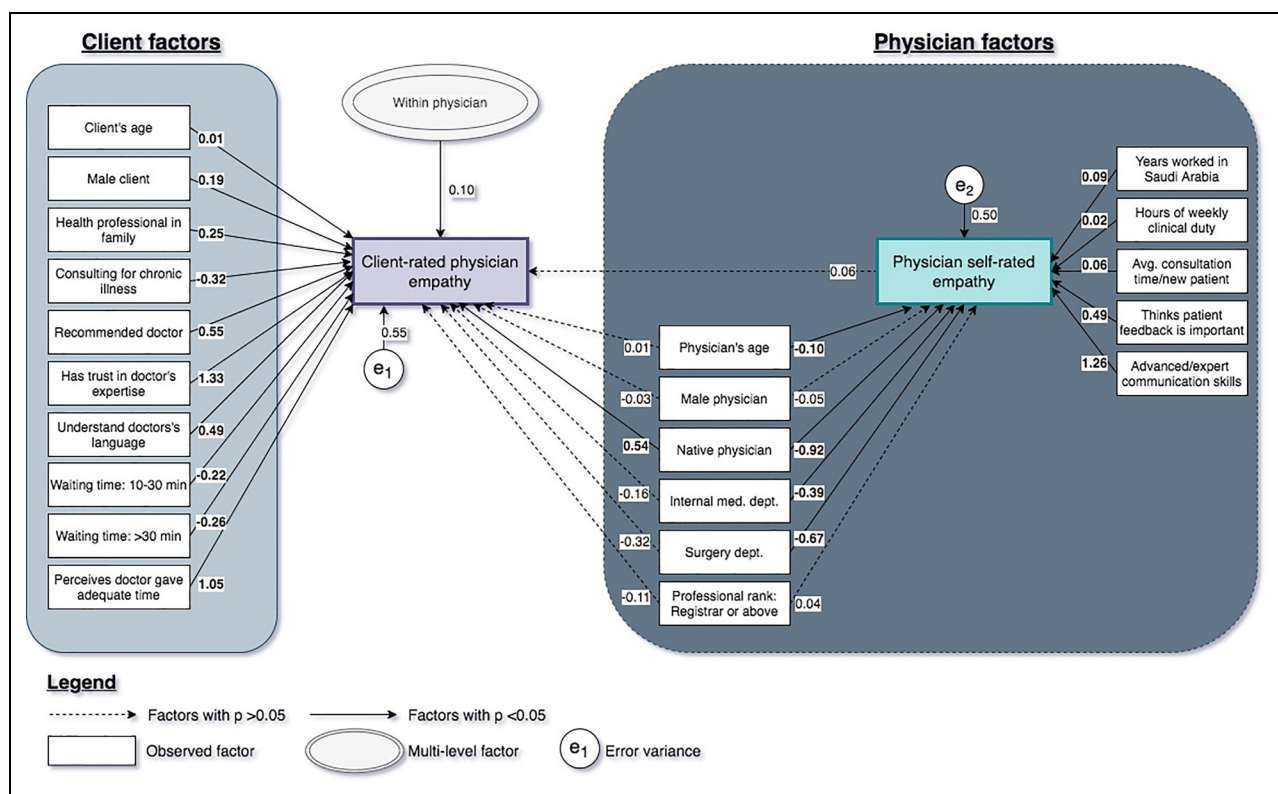 Client factors
Physician factors
Client's age
0.01
Male client
0.19
Health professional in
family
0.25
Consulting for chronic
illness
-0.32
Recommended doctor
0.55
Has trust in doctor's
expertise
1.33
Understand doctors's
language
0.49
Waiting time: 10-30 min
-0.22
Waiting time: >30 min
-0.26
Perceives doctor gave
adequate time
1.05
Within physician
0.10
Client-rated physician
empathy
0.55
e1
0.06
e2
0.50
Physician self-rated
empathy
0.01
Physician's age
-0.10
-0.03
Male physician
-0.05
0.54
Native physician
-0.92
-0.16
Internal med. dept.
-0.39
-0.32
Surgery dept.
-0.67
-0.11
Professional rank:
Registrar or above
0.04
0.09
Years worked in
Saudi Arabia
0.02
Hours of weekly
clinical duty
0.06
Avg. consultation
time/new patient
0.49
Thinks patient
feedback is important
1.26
Advanced/expert
communication skills
Legend
Factors with p >0.05
Factors with p <0.05
Observed factor
Multi-level factor
e1
Error variance